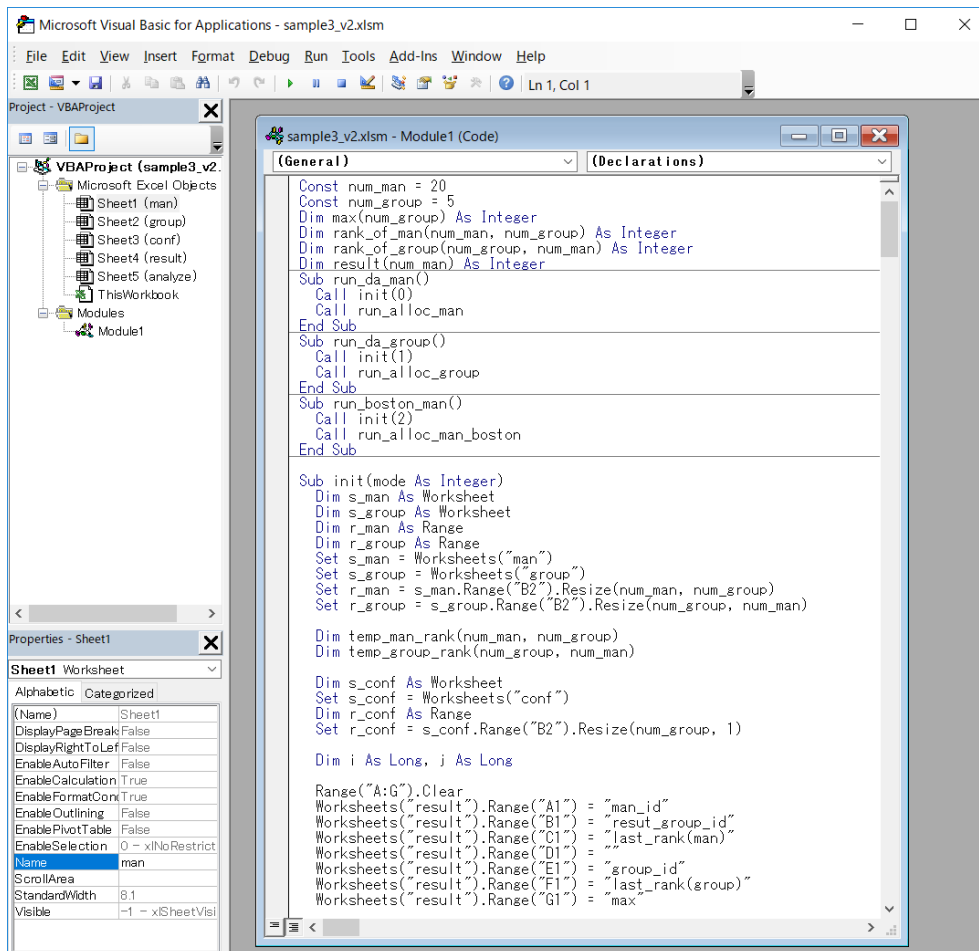 Microsoft Visual Basic for Applications - sample3_v2.xlsm
File Edit View Insert Format Debug Run Tools Add-Ins Window Help
Ln 1, Col 1
Project - VBAProject
VBAProject (sample3_v2.
Microsoft Excel Objects
Sheet1 (man)
Sheet2 (group)
Sheet3 (conf)
Sheet4 (result)
Sheet5 (analyze)
ThisWorkbook
Modules
Module1
Properties - Sheet1
Sheet1 Worksheet
Alphabetic Categorized
(Name) Sheet1
DisplayPageBreak False
DisplayRightToLef False
EnableAutoFilter False
EnableCalculation True
EnableFormatCon True
EnableOutlining False
EnablePivotTable False
EnableSelection 0 - xlNoRestrict
Name man
ScrollArea
StandardWidth 8.1
Visible -1 - xlSheetVisi
sample3_v2.xlsm - Module1 (Code)
(General) (Declarations)
Const num_man = 20
Const num_group = 5
Dim max(num_group) As Integer
Dim rank_of_man(num_man, num_group) As Integer
Dim rank_of_group(num_group, num_man) As Integer
Dim result(num_man) As Integer
Sub run_da_man()
Call init(0)
Call run_alloc_man
End Sub
Sub run_da_group()
Call init(1)
Call run_alloc_group
End Sub
Sub run_boston_man()
Call init(2)
Call run_alloc_man_boston
End Sub
Sub init(mode As Integer)
Dim s_man As Worksheet
Dim s_group As Worksheet
Dim r_man As Range
Dim r_group As Range
Set s_man = Worksheets("man")
Set s_group = Worksheets("group")
Set r_man = s_man.Range("B2").Resize(num_man, num_group)
Set r_group = s_group.Range("B2").Resize(num_group, num_man)
Dim temp_man_rank(num_man, num_group)
Dim temp_group_rank(num_group, num_man)
Dim s_conf As Worksheet
Set s_conf = Worksheets("conf")
Dim r_conf As Range
Set r_conf = s_conf.Range("B2").Resize(num_group, 1)
Dim i As Long, j As Long
Range("A:G").Clear
Worksheets("result").Range("A1") = "man_id"
Worksheets("result").Range("B1") = "resut_group_id"
Worksheets("result").Range("C1") = "last_rank(man)"
Worksheets("result").Range("D1") = ""
Worksheets("result").Range("E1") = "group_id"
Worksheets("result").Range("F1") = "last_rank(group)"
Worksheets("result").Range("G1") = "max"